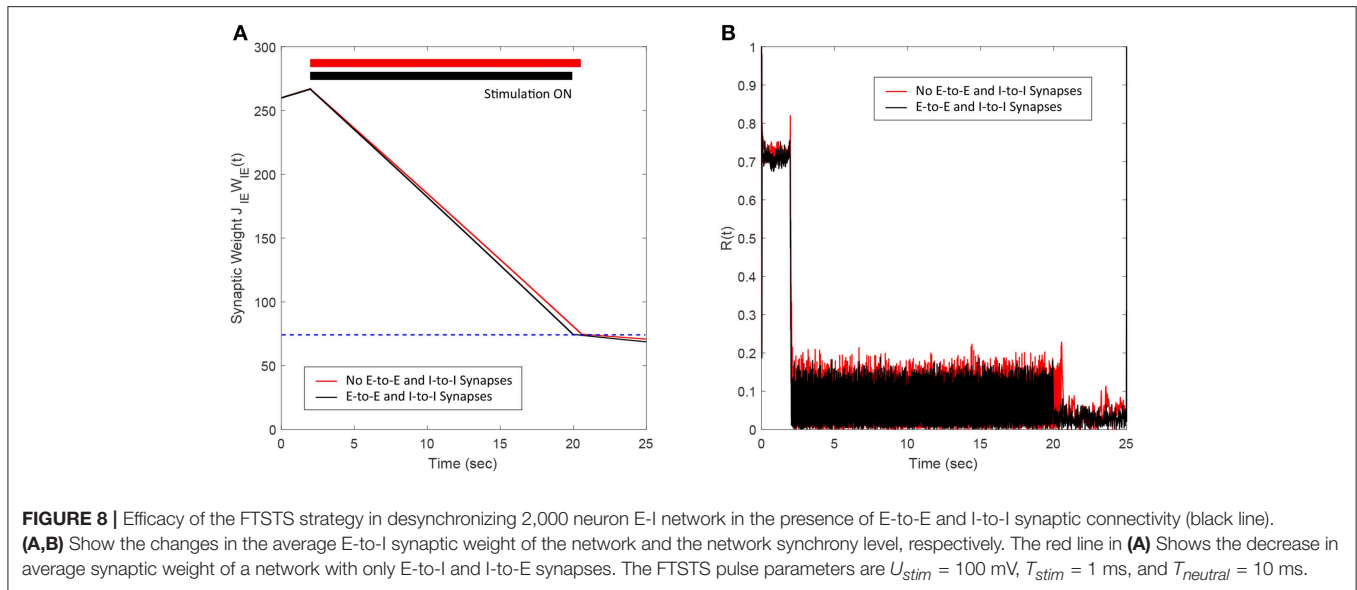 A
300
250
200
150
100
50
0
Synaptic Weight J_IE W_IE(t)
Stimulation ON
No E-to-E and I-to-I Synapses
E-to-E and I-to-I Synapses
0 5 10 15 20 25
Time (sec)
B
1
0.9
0.8
0.7
0.6
0.5
0.4
0.3
0.2
0.1
0
R(t)
No E-to-E and I-to-I Synapses
E-to-E and I-to-I Synapses
0 5 10 15 20 25
Time (sec)
FIGURE 8 | Efficacy of the FTSTS strategy in desynchronizing 2,000 neuron E-I network in the presence of E-to-E and I-to-I synaptic connectivity (black line).
(A,B) Show the changes in the average E-to-I synaptic weight of the network and the network synchrony level, respectively. The red line in (A) Shows the decrease in
average synaptic weight of a network with only E-to-I and I-to-E synapses. The FTSTS pulse parameters are U_stim = 100 mV, T_stim = 1 ms, and T_neutral = 10 ms.